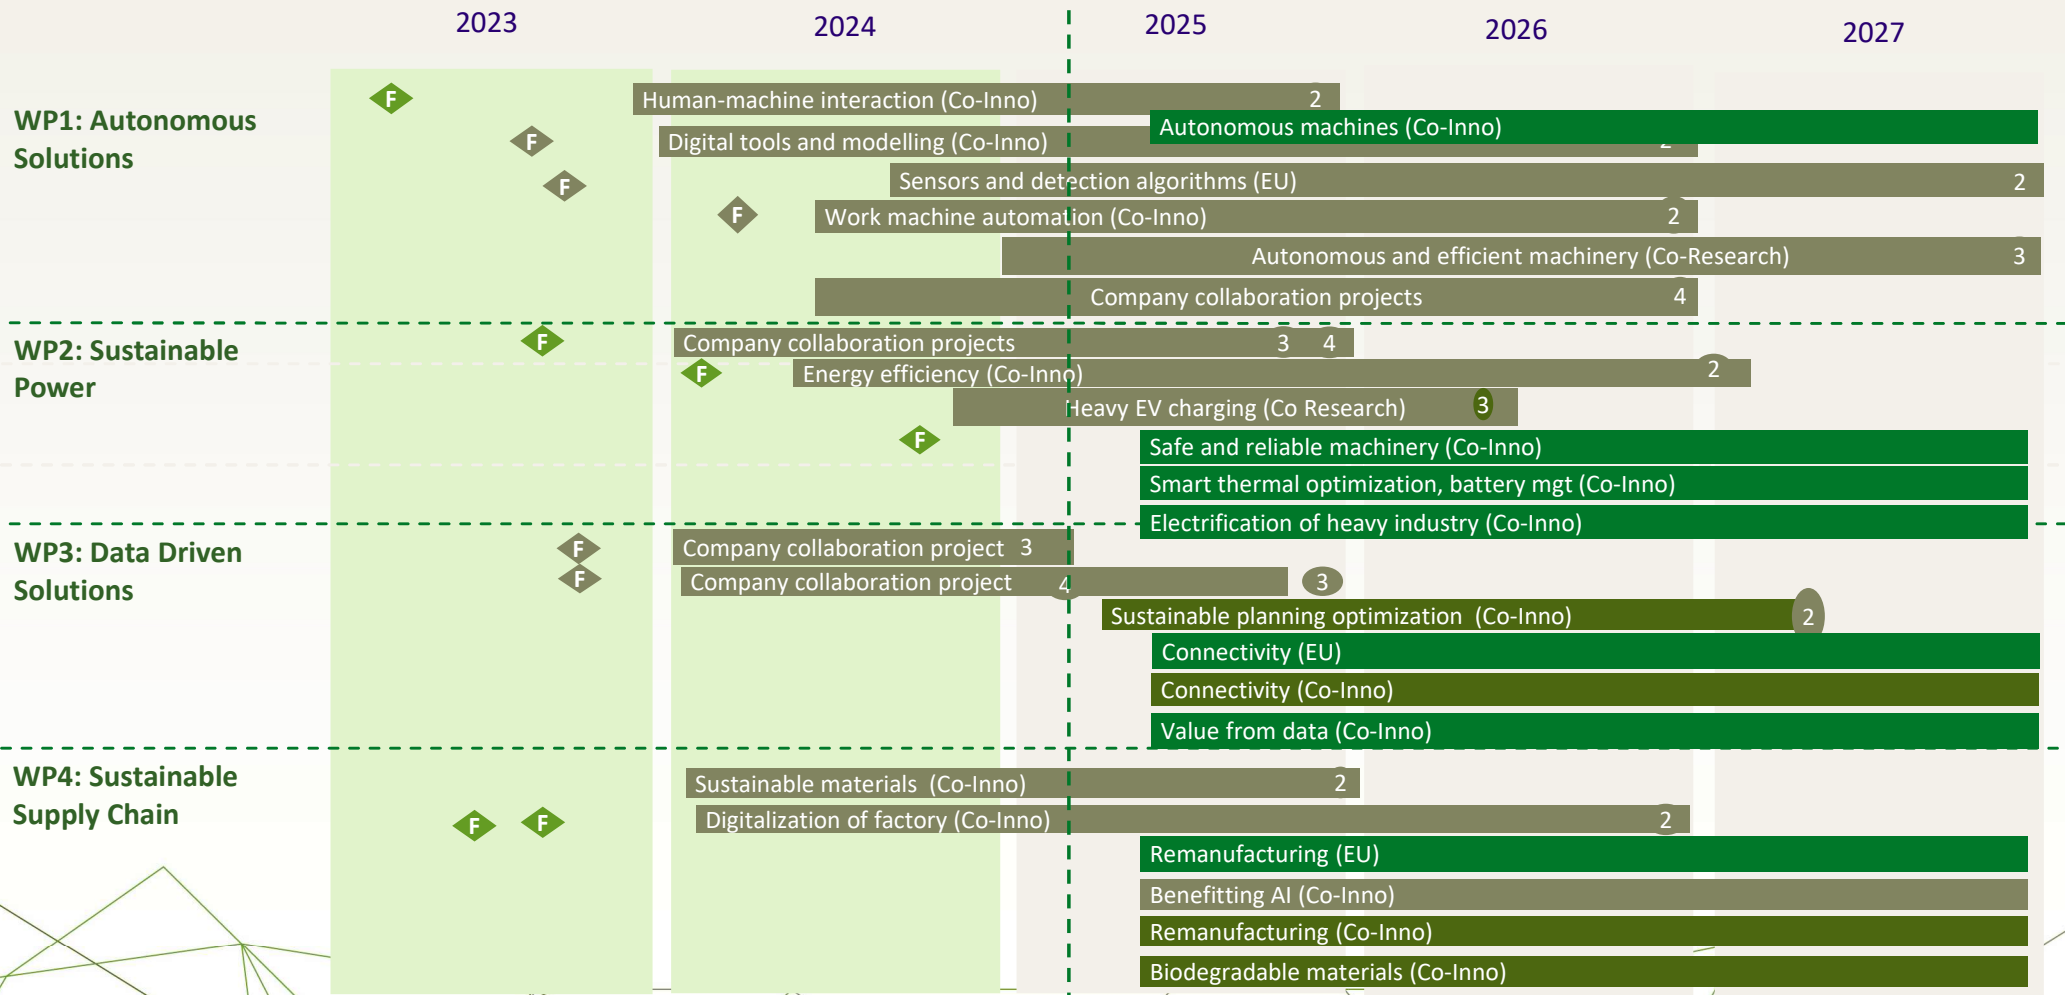 2023
2024
2025
2026
2027
WP1: Autonomous
Solutions
F
Human-machine interaction (Co-Inno) 2
Autonomous machines (Co-Inno)
F
Digital tools and modelling (Co-Inno) 2
F
Sensors and detection algorithms (EU) 2
F
Work machine automation (Co-Inno) 2
Autonomous and efficient machinery (Co-Research) 3
Company collaboration projects 4
WP2: Sustainable
Power
F
Company collaboration projects 3 4
F
Energy efficiency (Co-Inno) 2
Heavy EV charging (Co Research) 3
F
Safe and reliable machinery (Co-Inno)
Smart thermal optimization, battery mgt (Co-Inno)
Electrification of heavy industry (Co-Inno)
WP3: Data Driven
Solutions
F
Company collaboration project 3
F
Company collaboration project 4 3
Sustainable planning optimization (Co-Inno) 2
Connectivity (EU)
Connectivity (Co-Inno)
Value from data (Co-Inno)
WP4: Sustainable
Supply Chain
Sustainable materials (Co-Inno) 2
F F
Digitalization of factory (Co-Inno) 2
Remanufacturing (EU)
Benefitting AI (Co-Inno)
Remanufacturing (Co-Inno)
Biodegradable materials (Co-Inno)